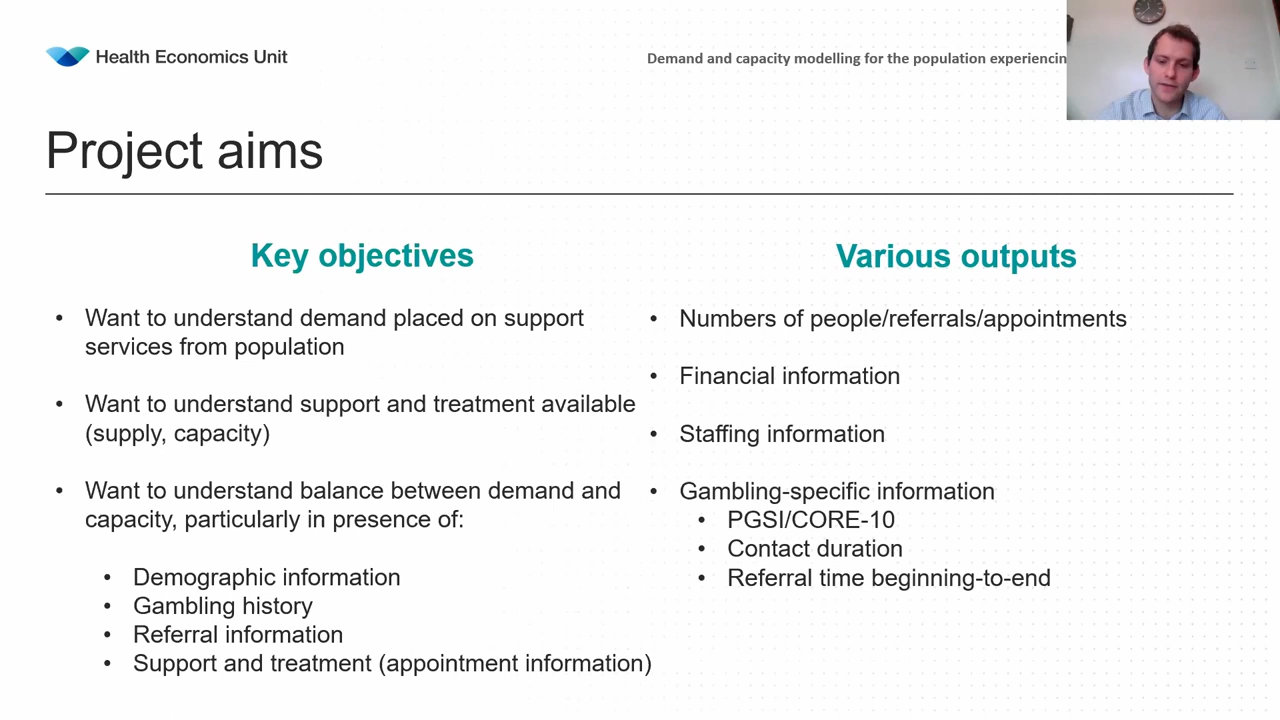 Health Economics Unit
Demand and capacity modelling for the population experiencin
Project aims
Key objectives
• Want to understand demand placed on support
services from population
• Want to understand support and treatment available
(supply, capacity)
• Want to understand balance between demand and
capacity, particularly in presence of:
• Demographic information
• Gambling history
• Referral information
• Support and treatment (appointment information)
Various outputs
• Numbers of people/referrals/appointments
• Financial information
• Staffing information
• Gambling-specific information
• PGSI/CORE-10
• Contact duration
• Referral time beginning-to-end